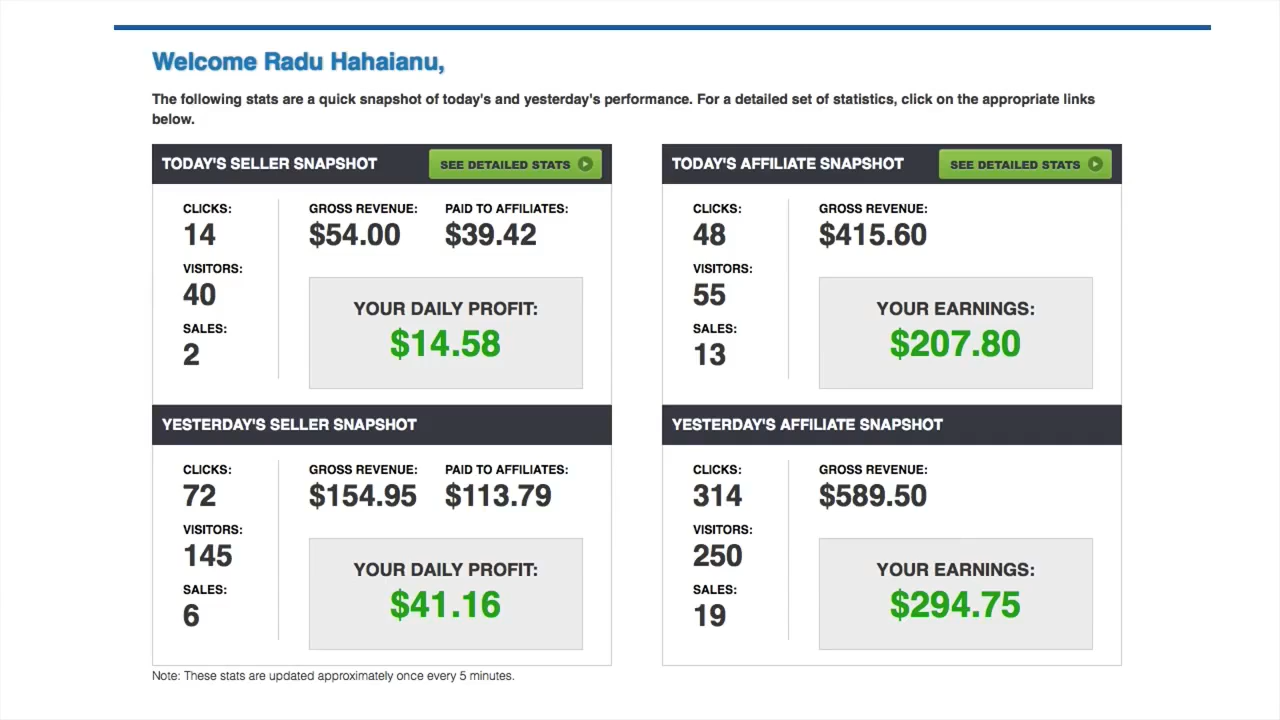 Welcome Radu Hahaianu,
The following stats are a quick snapshot of today's and yesterday's performance. For a detailed set of statistics, click on the appropriate links
below.
TODAY'S SELLER SNAPSHOT
SEE DETAILED STATS
CLICKS:
14
GROSS REVENUE:
$54.00
PAID TO AFFILIATES:
$39.42
VISITORS:
40
SALES:
2
YOUR DAILY PROFIT:
$14.58
TODAY'S AFFILIATE SNAPSHOT
SEE DETAILED STATS
CLICKS:
48
GROSS REVENUE:
$415.60
VISITORS:
55
SALES:
13
YOUR EARNINGS:
$207.80
YESTERDAY'S SELLER SNAPSHOT
CLICKS:
72
GROSS REVENUE:
$154.95
PAID TO AFFILIATES:
$113.79
VISITORS:
145
SALES:
6
YOUR DAILY PROFIT:
$41.16
YESTERDAY'S AFFILIATE SNAPSHOT
CLICKS:
314
GROSS REVENUE:
$589.50
VISITORS:
250
SALES:
19
YOUR EARNINGS:
$294.75
Note: These stats are updated approximately once every 5 minutes.